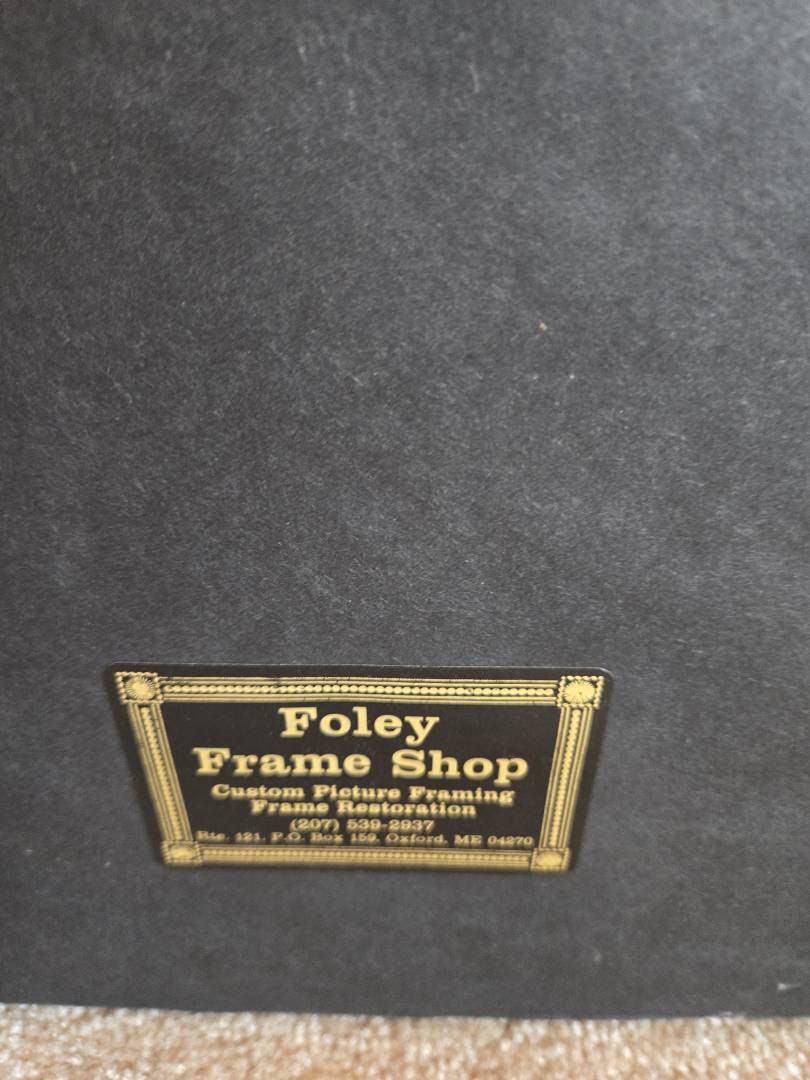 Foley
Frame Shop
Custom Picture Framing
Frame Restoration
(207) 539-2937
Rte. 121, P.O. Box 159, Oxford, ME 04270